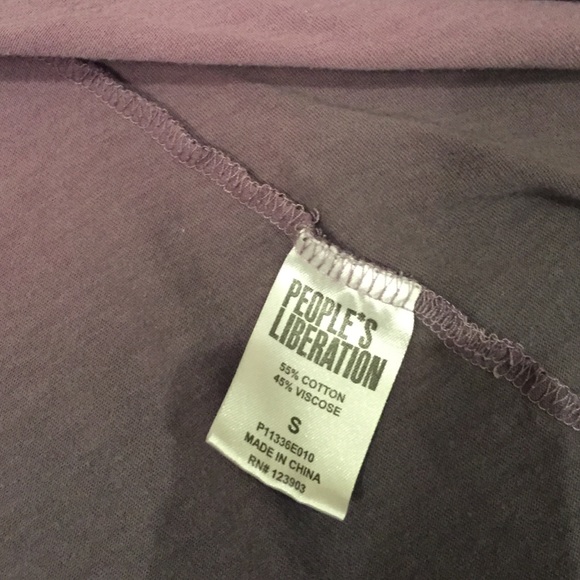 PEOPLE*S
LIBERATION
55% COTTON
45% VISCOSE
S
P11336E010
MADE IN CHINA
RN# 123903